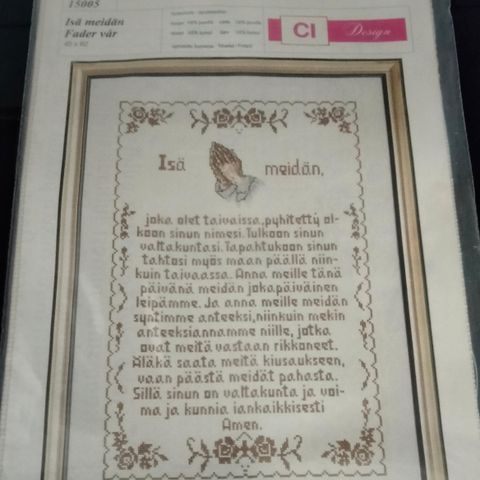 15005
Isä meidän
Fader vår
CI Design
Isä meidän,
joka olet taivaissa, pyhitetty ol-
koon sinun nimesi. Tulkoon sinun
valtakuntasi. Tapahtukoon sinun
tahtosi myös maan päällä niin-
kuin taivaassa. Anna meille tänä
päivänä meidän jokapäiväinen
leipämme. Ja anna meille meidän
syntimme anteeksi, niinkuin mekin
anteeksiannamme niille, jotka
ovat meitä vastaan rikkoneet.
Äläkä saata meitä kiusaukseen,
vaan päästä meidät pahasta.
Sillä sinun on valtakunta ja voi-
ma ja kunnia iankaikkisesti
Amen.